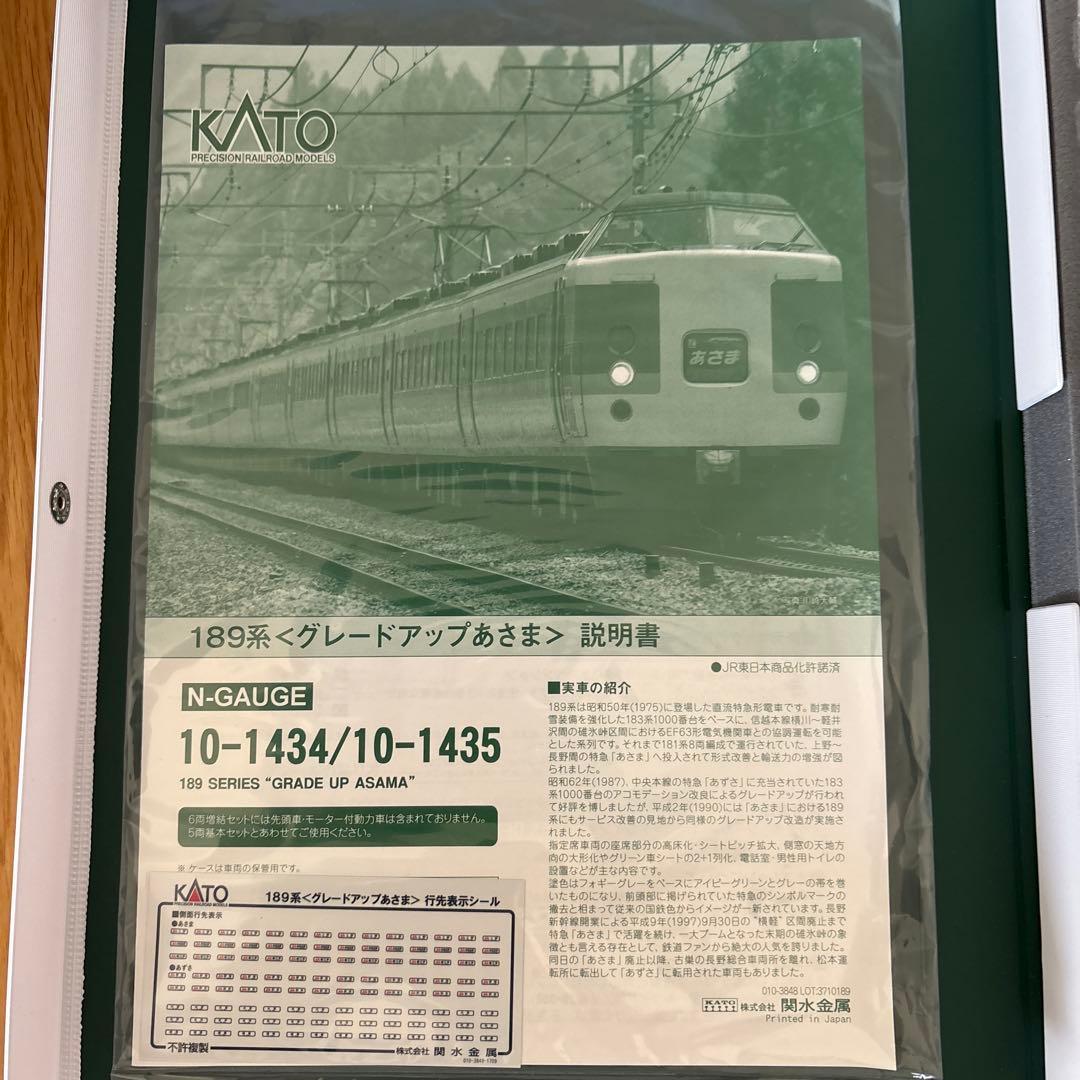 KATO
PRECISION RAILROAD MODELS
あさま
189系<グレードアップあさま> 説明書
●JR東日本商品化許諾済
N-GAUGE
10-1434/10-1435
189 SERIES "GRADE UP ASAMA"
6両増結セットには先頭車・モーター付動力車は含まれておりません。
5両基本セットとあわせてご使用ください。
※ ケースは車両の保管用です。
■実車の紹介
189系は昭和50年(1975)に登場した直流特急形電車です。耐寒耐
雪装備を強化した183系1000番台をベースに、信越本線横川~軽井
沢間の碓氷峠区間におけるEF63形電気機関車との協調運転を可能
とした系列です。それまで181系8両編成で運行されていた、上野~
長野間の特急「あさま」へ投入されて形式改善と輸送力の増強が図
られました。
昭和62年(1987)、中央本線の特急「あずさ」に充当されていた183
系1000番台のアコモデーション改良によるグレードアップが行われ
て好評を博しましたが、平成2年(1990)には「あさま」における189
系にもサービス改善の見地から同様のグレードアップ改造が実施さ
れました。
指定席車両の座席部分の高床化・シートピッチ拡大、側窓の天地方
向の大形化やグリーン車シートの2+1列化、電話室・男性用トイレの
設置などが主な内容です。
塗色はフォギーグレーをベースにアイビーグリーンとグレーの帯を巻
いたものになり、前頭部に掲げられていた特急のシンボルマークの
撤去と相まって従来の国鉄色からイメージが一新されています。長野
新幹線開業による平成9年(1997)9月30日の"横軽"区間廃止まで
特急「あさま」で活躍を続け、一大ブームとなった末期の碓氷峠の象
徴とも言える存在として、鉄道ファンから絶大の人気を誇りました。
同日の「あさま」廃止以降、古巣の長野総合車両所を離れ、松本運
転所に転出して「あずさ」に転用された車両もありました。
010-3848 LOT:3710189
KATO 株式会社 関水金属
Printed in Japan
KATO
PRECISION RAILROAD MODELS
189系<グレードアップあさま> 行先表示シール
■側面行先表示
●あさま
●あずさ
不許複製
株式会社 関水金属